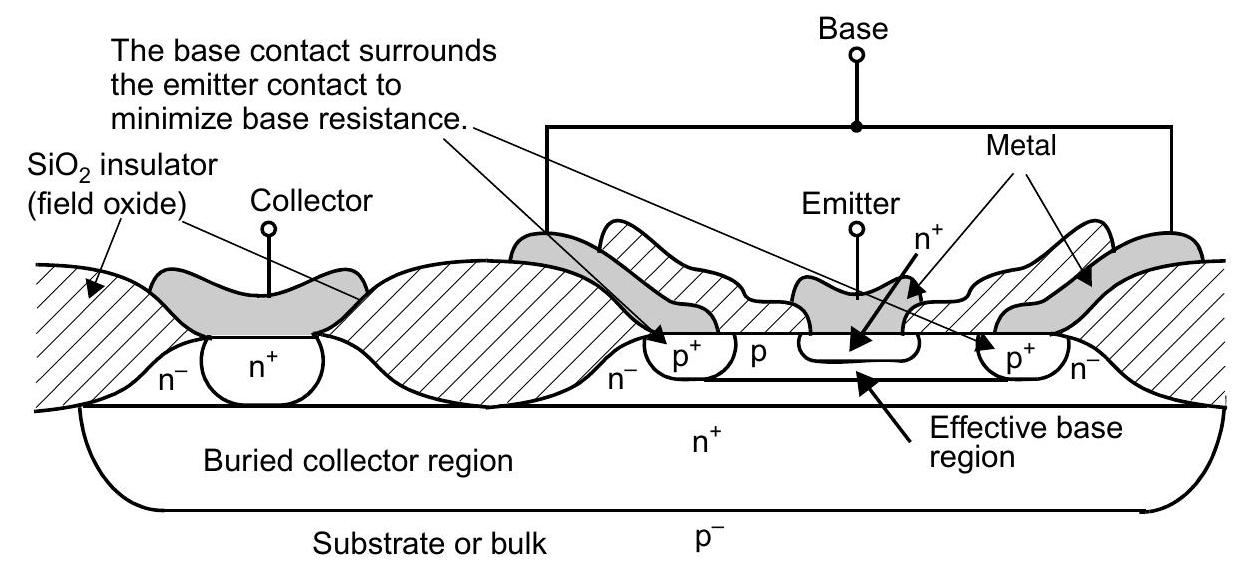 Base
The base contact surrounds
the emitter contact to
minimize base resistance.
Metal
SiO₂ insulator
(field oxide)
Collector
Emitter
n⁺
n⁻
n⁺
n⁻
p⁺
p
p⁺
n⁻
Effective base
region
n⁺
Buried collector region
Substrate or bulk
p⁻